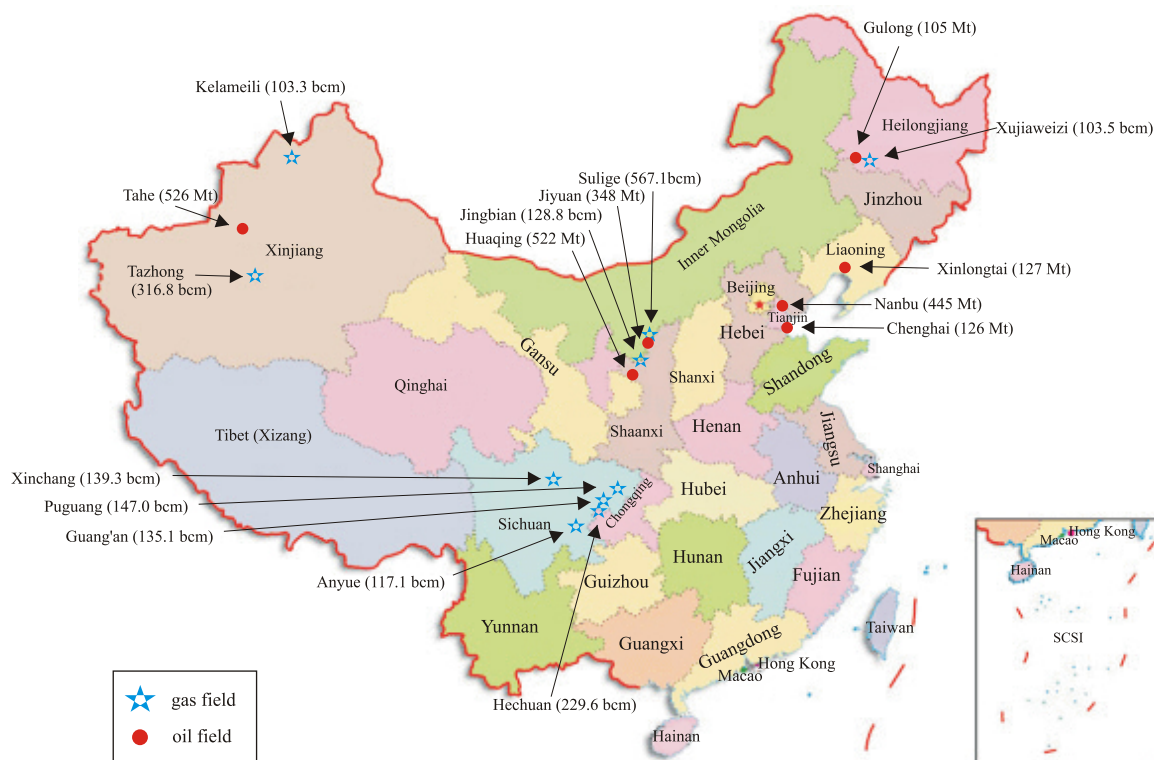 Gulong (105 Mt)
Kelameili (103.3 bcm)
Heilongjiang
Xujiaweizi (103.5 bcm)
Sulige (567.1bcm)
Jiyuan (348 Mt)
Tahe (526 Mt)
Jingbian (128.8 bcm)
Jinzhou
Huaqing (522 Mt)
Inner Mongolia
Liaoning
Xinjiang
Xinlongtai (127 Mt)
Tazhong
(316.8 bcm)
Beijing
Nanbu (445 Mt)
Tianjin
Chenghai (126 Mt)
Hebei
Gansu
Shandong
Shanxi
Qinghai
Henan
Jiangsu
Shaanxi
Tibet (Xizang)
Shanghai
Xinchang (139.3 bcm)
Anhui
Hubei
Puguang (147.0 bcm)
Chongqing
Zhejiang
Sichuan
Guang'an (135.1 bcm)
Jiangxi
Hunan
Anyue (117.1 bcm)
Guizhou
Fujian
Yunnan
Taiwan
Guangxi
Guangdong
Hong Kong
Macao
Hechuan (229.6 bcm)
Hainan
Hong Kong
Macao
Hainan
SCSI
gas field
oil field